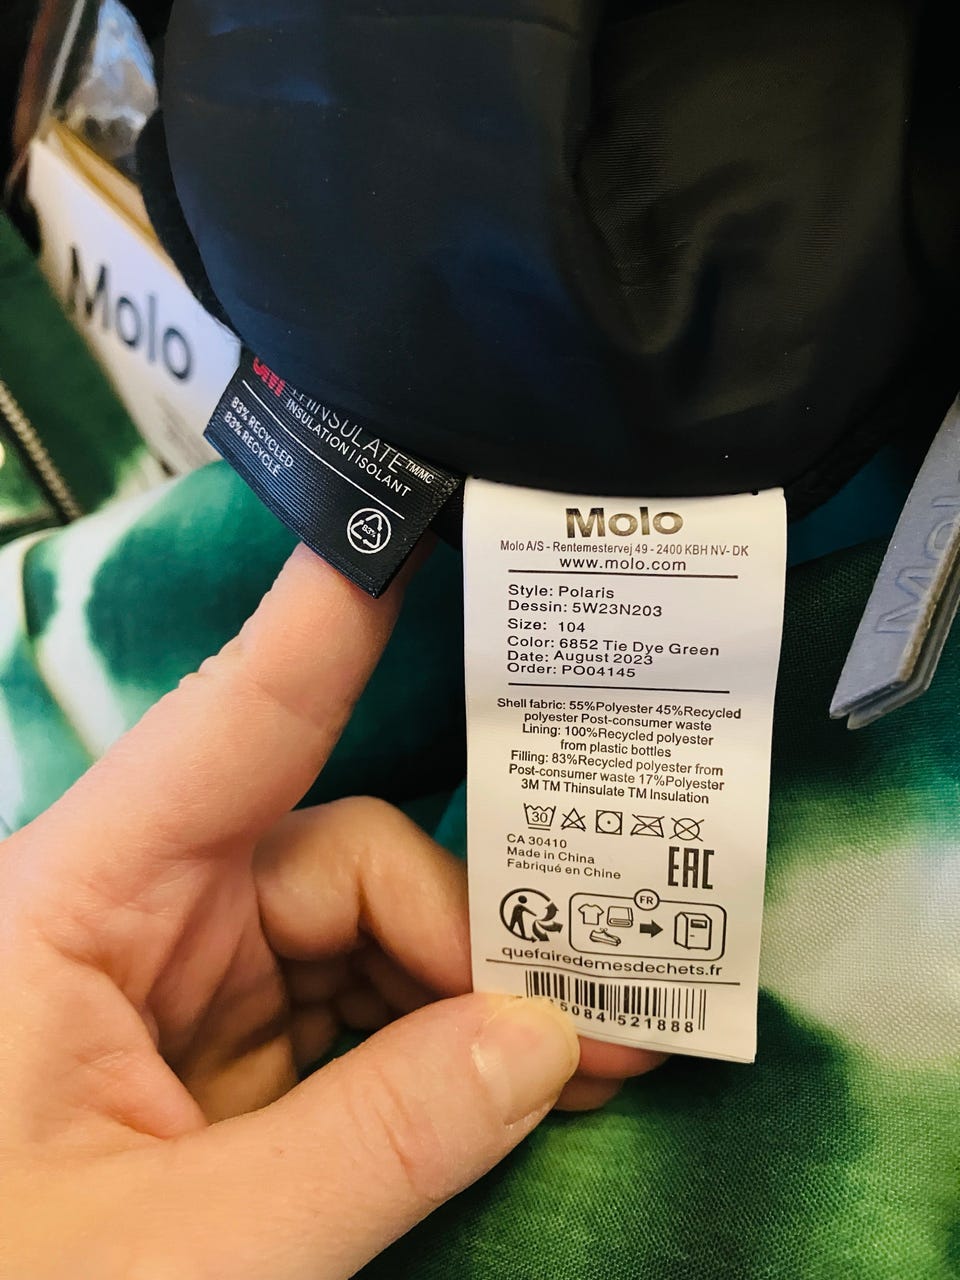 Molo
3M THINSULATE™/MC
INSULATION | ISOLANT
83% RECYCLED
83% RECYCLÉ
83%
Molo
Molo A/S - Rentemestervej 49 - 2400 KBH NV- DK
www.molo.com
Style: Polaris
Dessin: 5W23N203
Size: 104
Color: 6852 Tie Dye Green
Date: August 2023
Order: PO04145
Shell fabric: 55%Polyester 45%Recycled
polyester Post-consumer waste
Lining: 100%Recycled polyester
from plastic bottles
Filling: 83%Recycled polyester from
Post-consumer waste 17%Polyester
3M TM Thinsulate TM Insulation
30
CA 30410
Made in China
Fabriqué en Chine
EAC
FR
quefairedemesdechets.fr
5084 521888
Molo